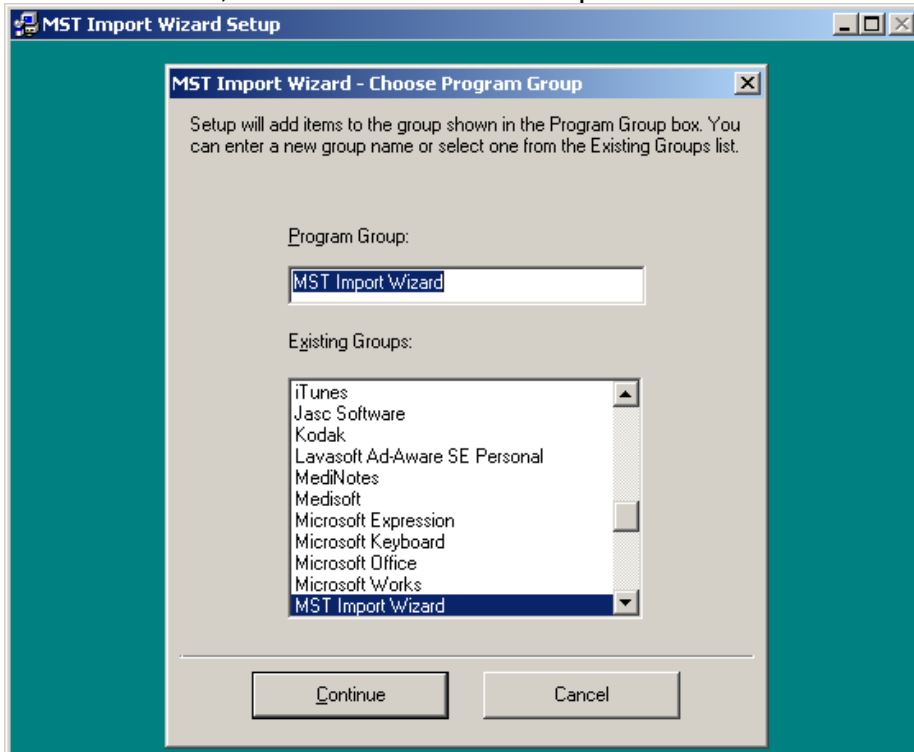 MST Import Wizard Setup
MST Import Wizard - Choose Program Group
Setup will add items to the group shown in the Program Group box. You
can enter a new group name or select one from the Existing Groups list.
Program Group:
MST Import Wizard
Existing Groups:
iTunes
Jasc Software
Kodak
Lavasoft Ad-Aware SE Personal
MediNotes
Medisoft
Microsoft Expression
Microsoft Keyboard
Microsoft Office
Microsoft Works
MST Import Wizard
Continue
Cancel